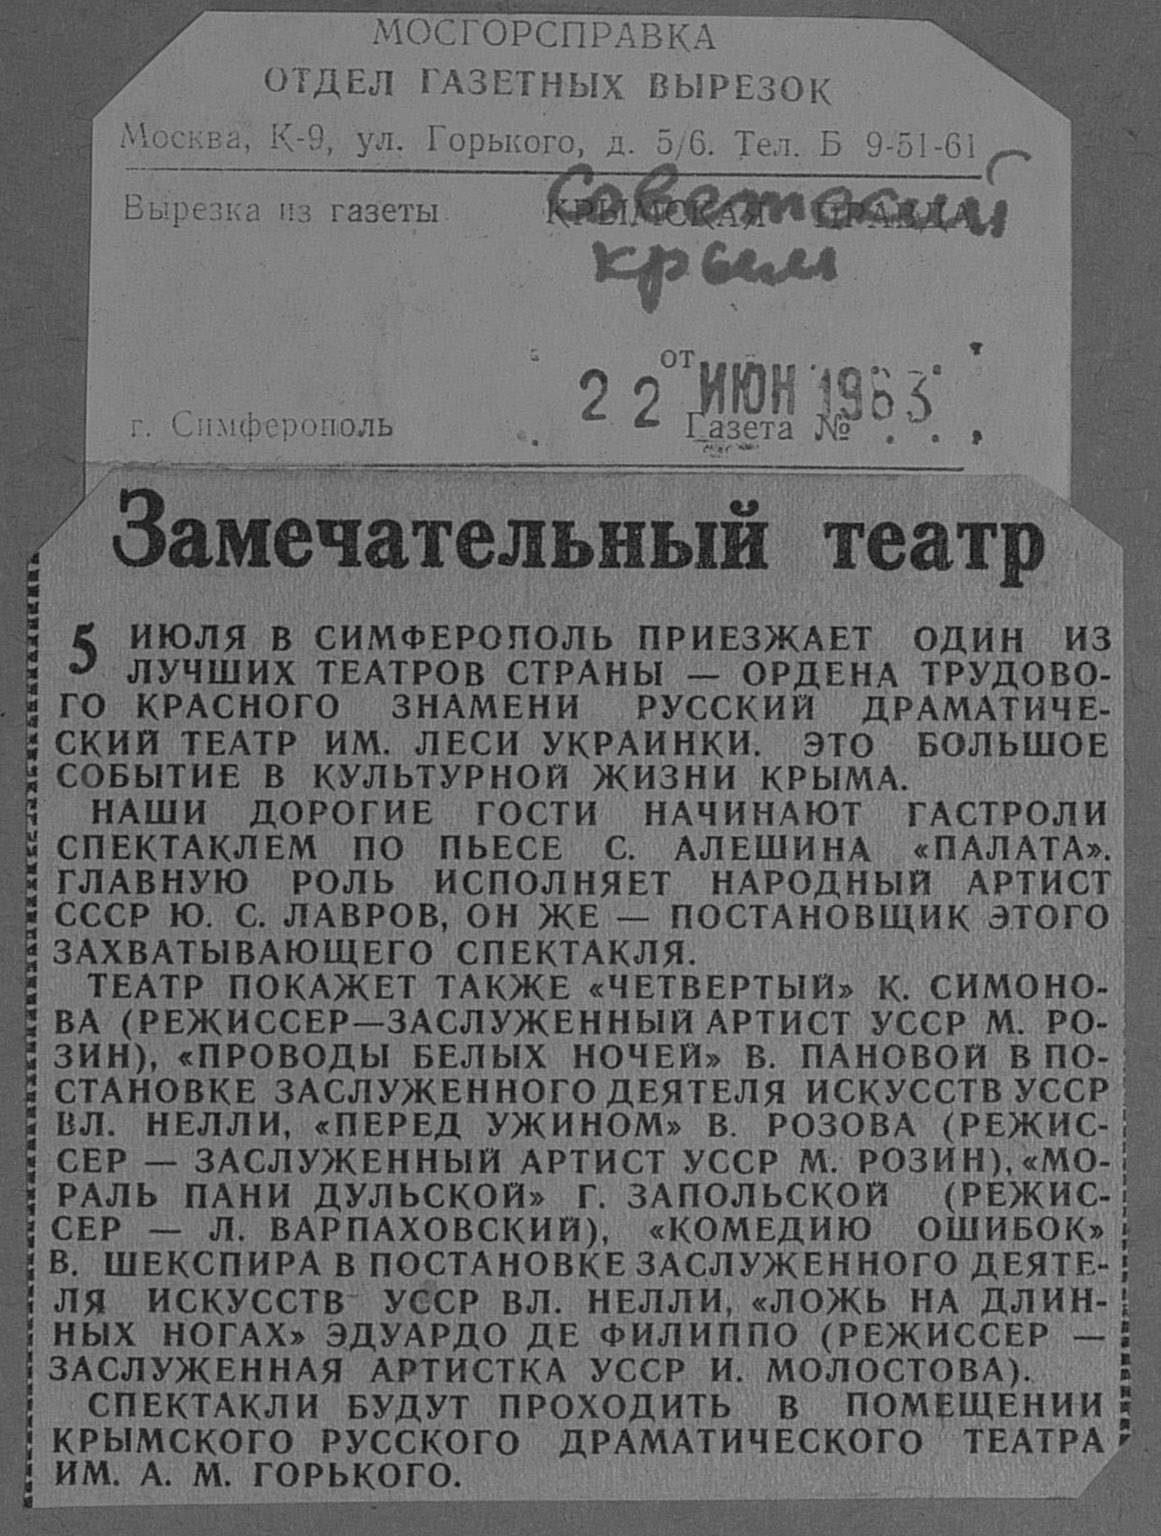 МОСГОРСПРАВКА
ОТДЕЛ ГАЗЕТНЫХ ВЫРЕЗОК
Москва, К-9, ул. Горького, д. 5/6. Тел. Б 9-51-61
Вырезка из газеты КРЫМСКАЯ ПРАВДА
Советский
Крым
от
22 ИЮН 1963
г. Симферополь Газета №
Замечательный театр
5 ИЮЛЯ В СИМФЕРОПОЛЬ ПРИЕЗЖАЕТ ОДИН ИЗ
ЛУЧШИХ ТЕАТРОВ СТРАНЫ — ОРДЕНА ТРУДОВО-
ГО КРАСНОГО ЗНАМЕНИ РУССКИЙ ДРАМАТИЧЕ-
СКИЙ ТЕАТР ИМ. ЛЕСИ УКРАИНКИ. ЭТО БОЛЬШОЕ
СОБЫТИЕ В КУЛЬТУРНОЙ ЖИЗНИ КРЫМА.
НАШИ ДОРОГИЕ ГОСТИ НАЧИНАЮТ ГАСТРОЛИ
СПЕКТАКЛЕМ ПО ПЬЕСЕ С. АЛЕШИНА «ПАЛАТА».
ГЛАВНУЮ РОЛЬ ИСПОЛНЯЕТ НАРОДНЫЙ АРТИСТ
СССР Ю. С. ЛАВРОВ, ОН ЖЕ — ПОСТАНОВЩИК ЭТОГО
ЗАХВАТЫВАЮЩЕГО СПЕКТАКЛЯ.
ТЕАТР ПОКАЖЕТ ТАКЖЕ «ЧЕТВЕРТЫЙ» К. СИМОНО-
ВА (РЕЖИССЕР—ЗАСЛУЖЕННЫЙ АРТИСТ УССР М. РО-
ЗИН), «ПРОВОДЫ БЕЛЫХ НОЧЕЙ» В. ПАНОВОЙ В ПО-
СТАНОВКЕ ЗАСЛУЖЕННОГО ДЕЯТЕЛЯ ИСКУССТВ УССР
ВЛ. НЕЛЛИ, «ПЕРЕД УЖИНОМ» В. РОЗОВА (РЕЖИС-
СЕР — ЗАСЛУЖЕННЫЙ АРТИСТ УССР М. РОЗИН), «МО-
РАЛЬ ПАНИ ДУЛЬСКОЙ» Г. ЗАПОЛЬСКОЙ (РЕЖИС-
СЕР — Л. ВАРПАХОВСКИЙ), «КОМЕДИЮ ОШИБОК»
В. ШЕКСПИРА В ПОСТАНОВКЕ ЗАСЛУЖЕННОГО ДЕЯТЕ-
ЛЯ ИСКУССТВ УССР ВЛ. НЕЛЛИ, «ЛОЖЬ НА ДЛИН-
НЫХ НОГАХ» ЭДУАРДО ДЕ ФИЛИППО (РЕЖИССЕР —
ЗАСЛУЖЕННАЯ АРТИСТКА УССР И. МОЛОСТОВА).
СПЕКТАКЛИ БУДУТ ПРОХОДИТЬ В ПОМЕЩЕНИИ
КРЫМСКОГО РУССКОГО ДРАМАТИЧЕСКОГО ТЕАТРА
ИМ. А. М. ГОРЬКОГО.